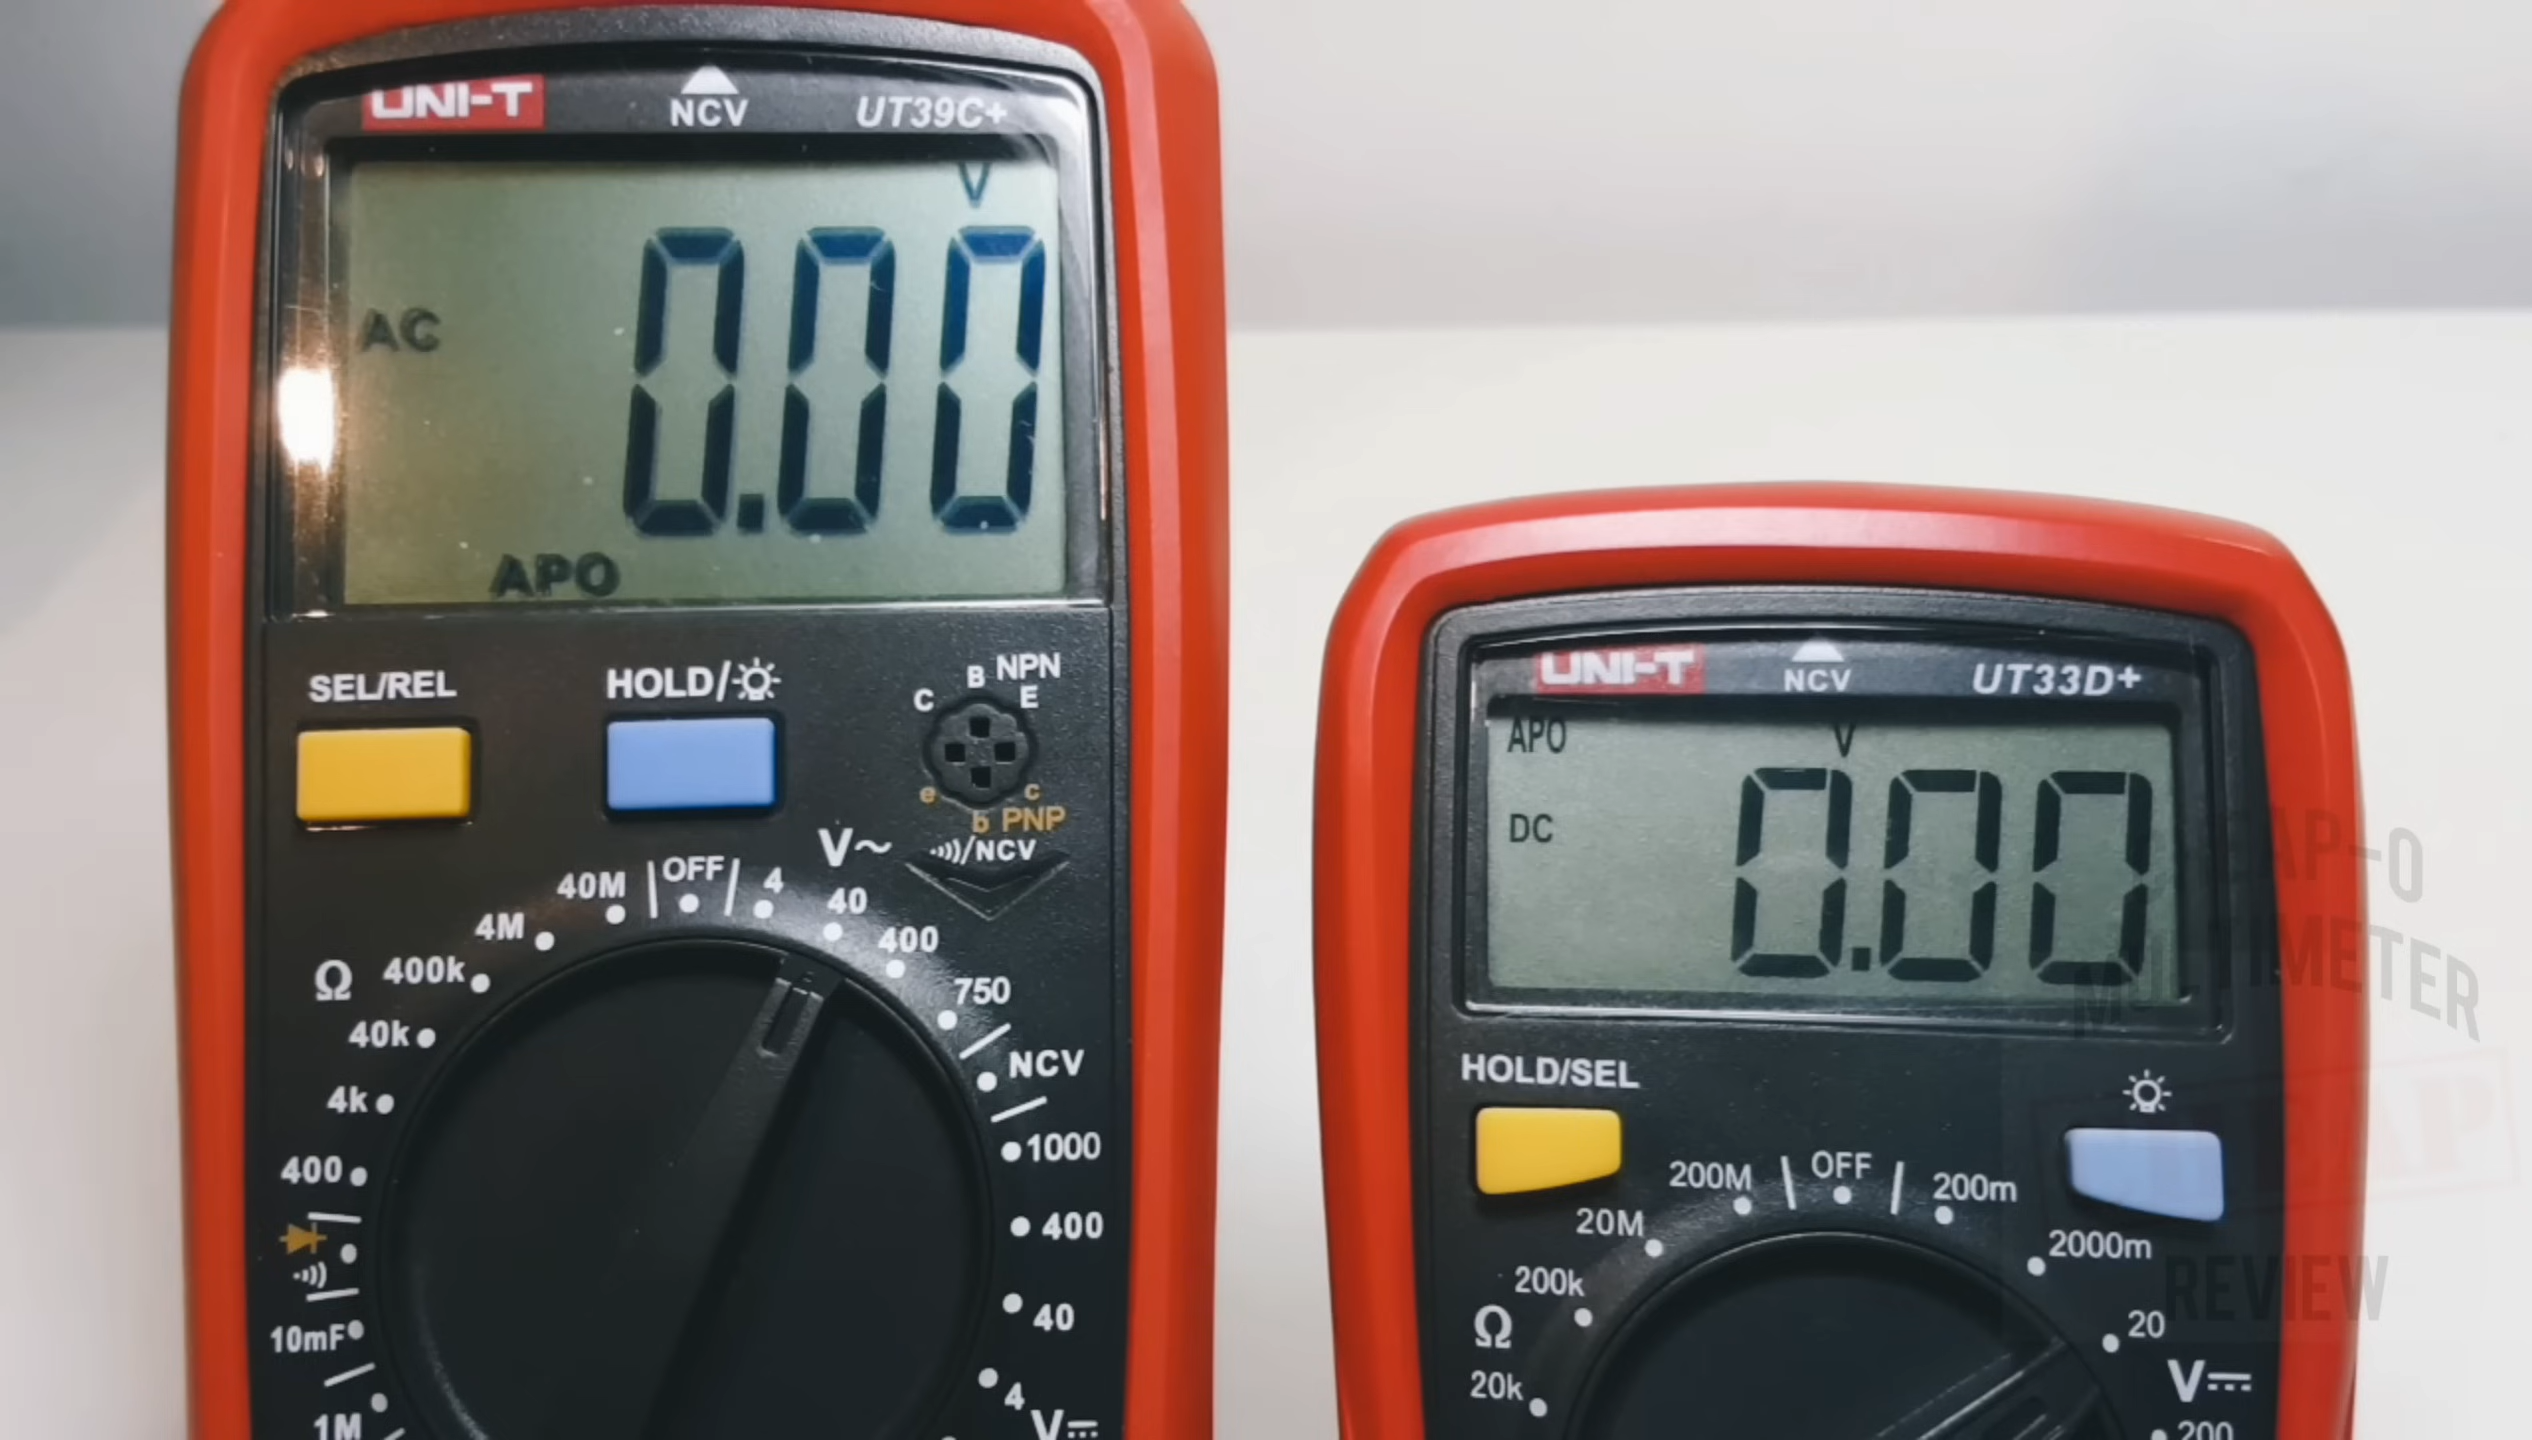 UNI-T NCV UT39C+
V
0.00
AC
APO
SEL/REL HOLD/
B NPN
C E
e c
b PNP
V~ •)))/NCV
40M OFF 4
4M 40
400
Ω 400k 750
40k NCV
4k 1000
400
400
10mF 40
1M 4
V⎓
UNI-T NCV UT33D+
APO V
DC 0.00
HOLD/SEL
200M OFF 200m
20M 2000m
200k 20
Ω V⎓
20k 200
MULTIMETER
REVIEW